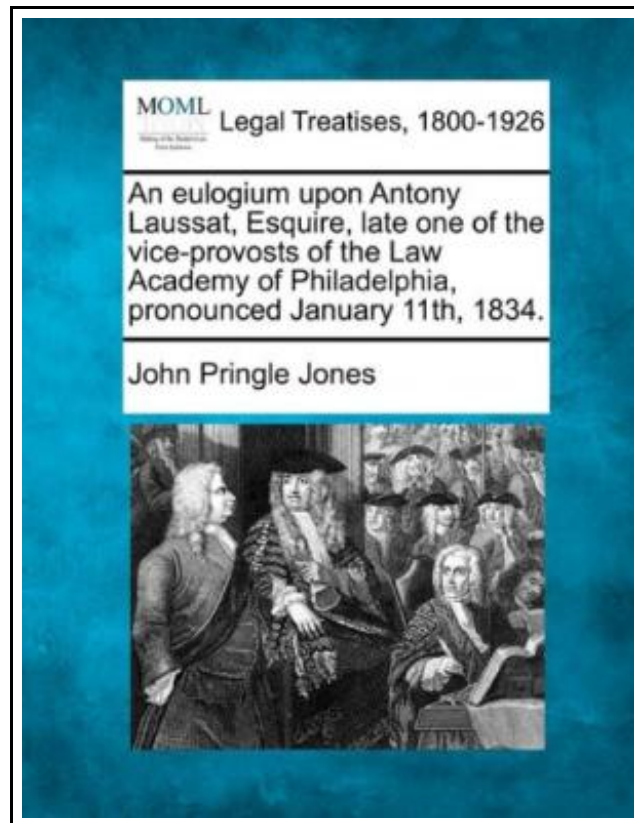 MOML
Legal Treatises, 1800-1926
An eulogium upon Antony
Laussat, Esquire, late one of the
vice-provosts of the Law
Academy of Philadelphia,
pronounced January 11th, 1834.
John Pringle Jones